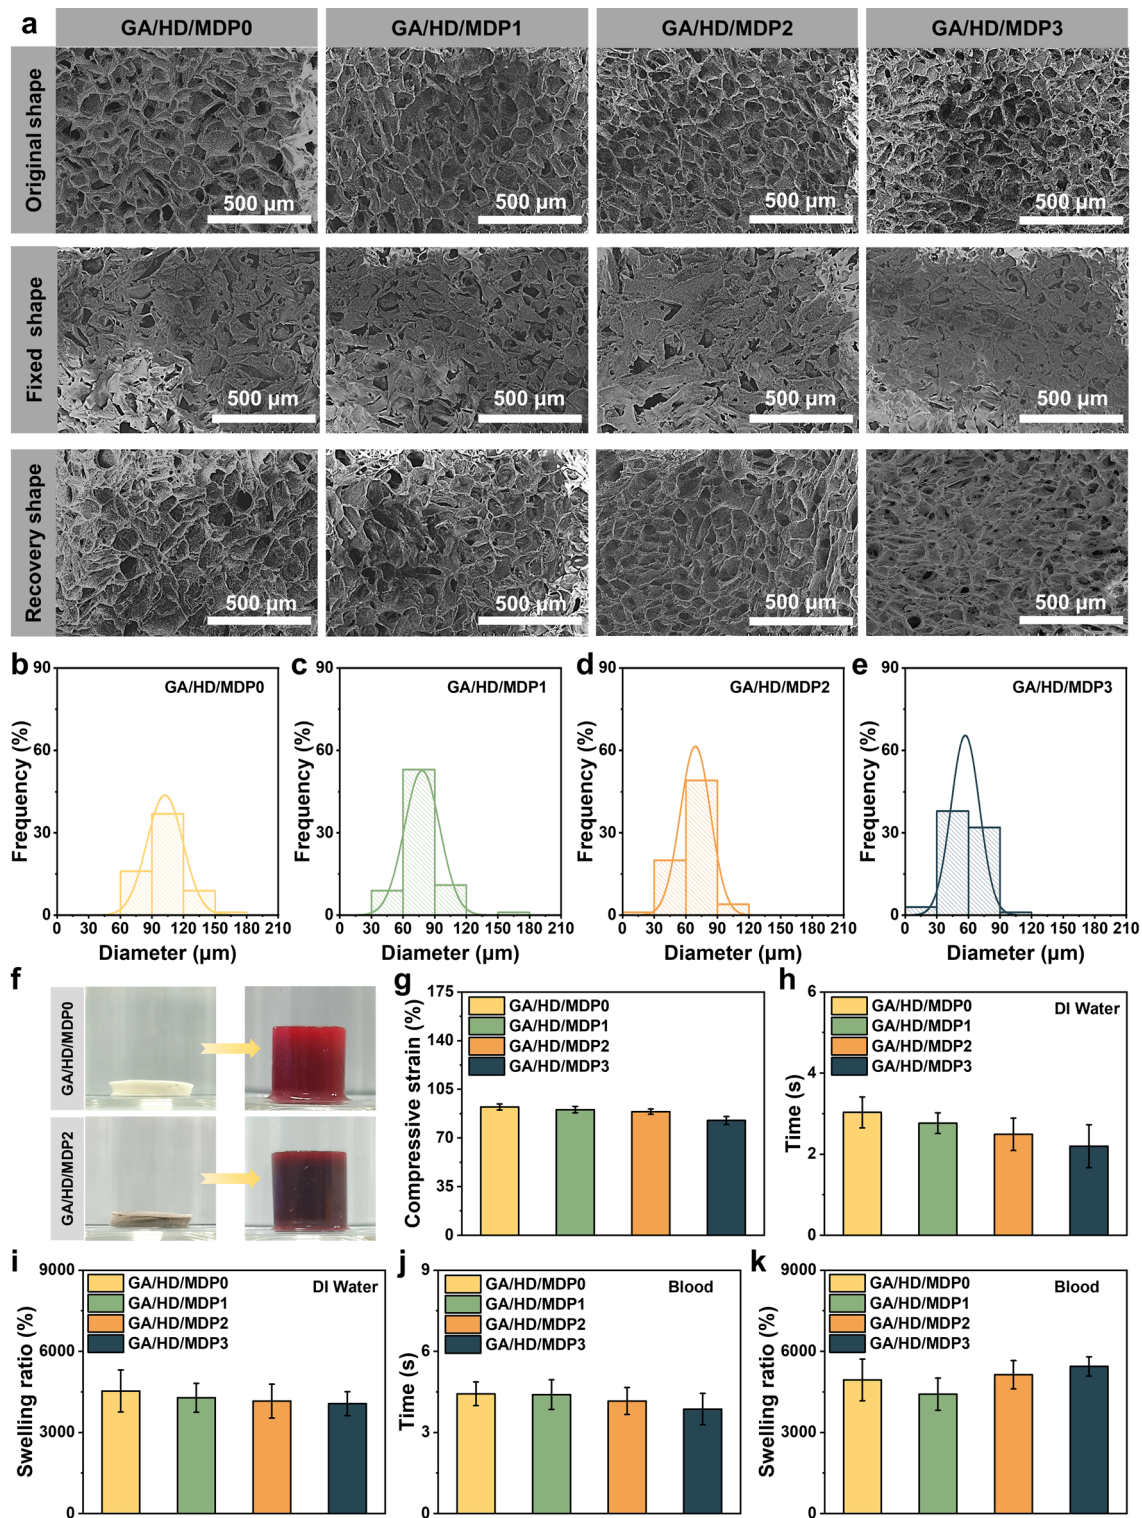 a
GA/HD/MDP0 GA/HD/MDP1 GA/HD/MDP2 GA/HD/MDP3
Original shape
500 µm 500 µm 500 µm 500 µm
Fixed shape
500 µm 500 µm 500 µm 500 µm
Recovery shape
500 µm 500 µm 500 µm 500 µm
b
GA/HD/MDP0
Frequency (%)
90
60
30
0
0 30 60 90 120 150 180 210
Diameter (µm)
c
GA/HD/MDP1
Frequency (%)
90
60
30
0
0 30 60 90 120 150 180 210
Diameter (µm)
d
GA/HD/MDP2
Frequency (%)
90
60
30
0
0 30 60 90 120 150 180 210
Diameter (µm)
e
GA/HD/MDP3
Frequency (%)
90
60
30
0
0 30 60 90 120 150 180 210
Diameter (µm)
f
GA/HD/MDP0
GA/HD/MDP2
g
Compressive strain (%)
175
140
105
70
35
0
GA/HD/MDP0
GA/HD/MDP1
GA/HD/MDP2
GA/HD/MDP3
h
Time (s)
6
4
2
0
GA/HD/MDP0
GA/HD/MDP1
GA/HD/MDP2
GA/HD/MDP3
DI Water
i
Swelling ratio (%)
9000
6000
3000
0
GA/HD/MDP0
GA/HD/MDP1
GA/HD/MDP2
GA/HD/MDP3
DI Water
j
Time (s)
9
6
3
0
GA/HD/MDP0
GA/HD/MDP1
GA/HD/MDP2
GA/HD/MDP3
Blood
k
Swelling ratio (%)
9000
6000
3000
0
GA/HD/MDP0
GA/HD/MDP1
GA/HD/MDP2
GA/HD/MDP3
Blood